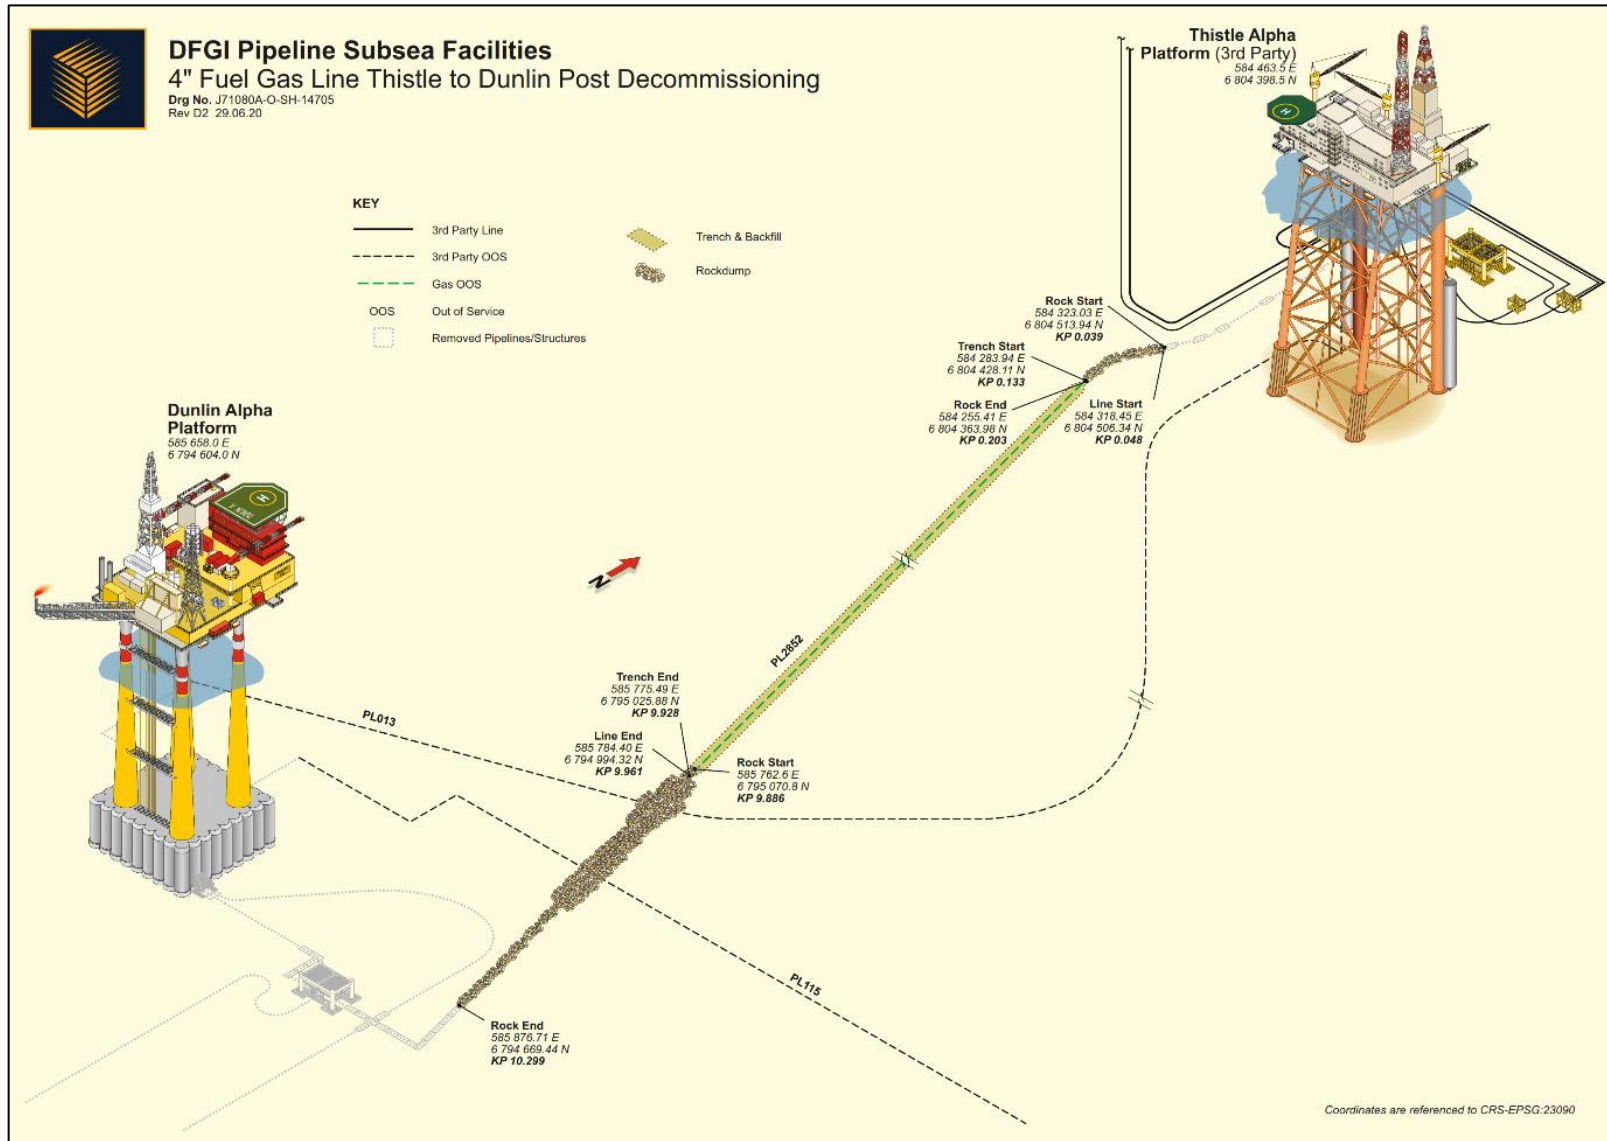 DFGI Pipeline Subsea Facilities
4" Fuel Gas Line Thistle to Dunlin Post Decommissioning
Drg No. J71080A-O-SH-14705
Rev D2 29.06.20
Thistle Alpha
Platform (3rd Party)
584 463.5 E
6 804 398.5 N
H
KEY
3rd Party Line
3rd Party OOS
Gas OOS
OOS
Out of Service
Removed Pipelines/Structures
Trench & Backfill
Rockdump
Rock Start
584 323.03 E
6 804 513.94 N
KP 0.039
Trench Start
584 283.94 E
6 804 428.11 N
KP 0.133
Rock End
584 255.41 E
6 804 363.98 N
KP 0.203
Line Start
584 318.45 E
6 804 506.34 N
KP 0.048
Dunlin Alpha
Platform
585 658.0 E
6 794 604.0 N
H
N
PL2852
Trench End
585 775.49 E
6 795 025.88 N
KP 9.928
PL013
Line End
585 784.40 E
6 794 994.32 N
KP 9.961
Rock Start
585 762.6 E
6 795 070.8 N
KP 9.886
PL115
Rock End
585 876.71 E
6 794 669.44 N
KP 10.299
Coordinates are referenced to CRS-EPSG:23090